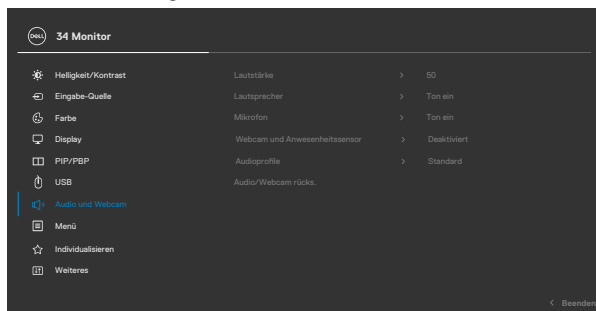 DELL 34 Monitor
Helligkeit/Kontrast Lautstärke > 50
Eingabe-Quelle Lautsprecher > Ton ein
Farbe Mikrofon > Ton ein
Display Webcam und Anwesenheitssensor > Deaktiviert
PIP/PBP Audioprofile > Standard
USB Audio/Webcam rücks.
Audio und Webcam
Menü
Individualisieren
Weiteres
< Beenden